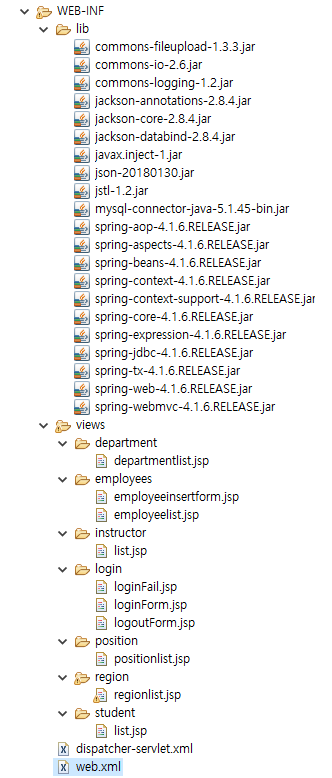 WEB-INF
lib
commons-fileupload-1.3.3.jar
commons-io-2.6.jar
commons-logging-1.2.jar
jackson-annotations-2.8.4.jar
jackson-core-2.8.4.jar
jackson-databind-2.8.4.jar
javax.inject-1.jar
json-20180130.jar
jstl-1.2.jar
mysql-connector-java-5.1.45-bin.jar
spring-aop-4.1.6.RELEASE.jar
spring-aspects-4.1.6.RELEASE.jar
spring-beans-4.1.6.RELEASE.jar
spring-context-4.1.6.RELEASE.jar
spring-context-support-4.1.6.RELEASE.jar
spring-core-4.1.6.RELEASE.jar
spring-expression-4.1.6.RELEASE.jar
spring-jdbc-4.1.6.RELEASE.jar
spring-tx-4.1.6.RELEASE.jar
spring-web-4.1.6.RELEASE.jar
spring-webmvc-4.1.6.RELEASE.jar
views
department
departmentlist.jsp
employees
employeeinsertform.jsp
employeelist.jsp
instructor
list.jsp
login
loginFail.jsp
loginForm.jsp
logoutForm.jsp
position
positionlist.jsp
region
regionlist.jsp
student
list.jsp
dispatcher-servlet.xml
web.xml